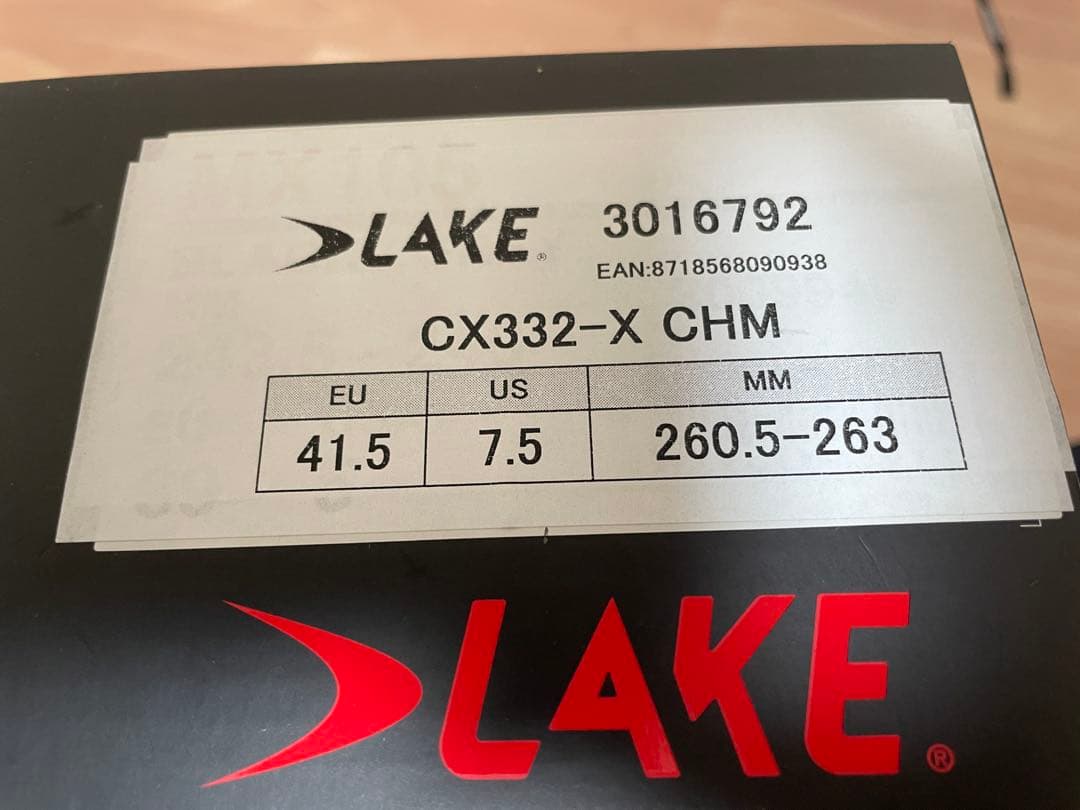 LAKE® 3016792
EAN:8718568090938
CX332-X CHM
EU US MM
41.5 7.5 260.5-263
LAKE®